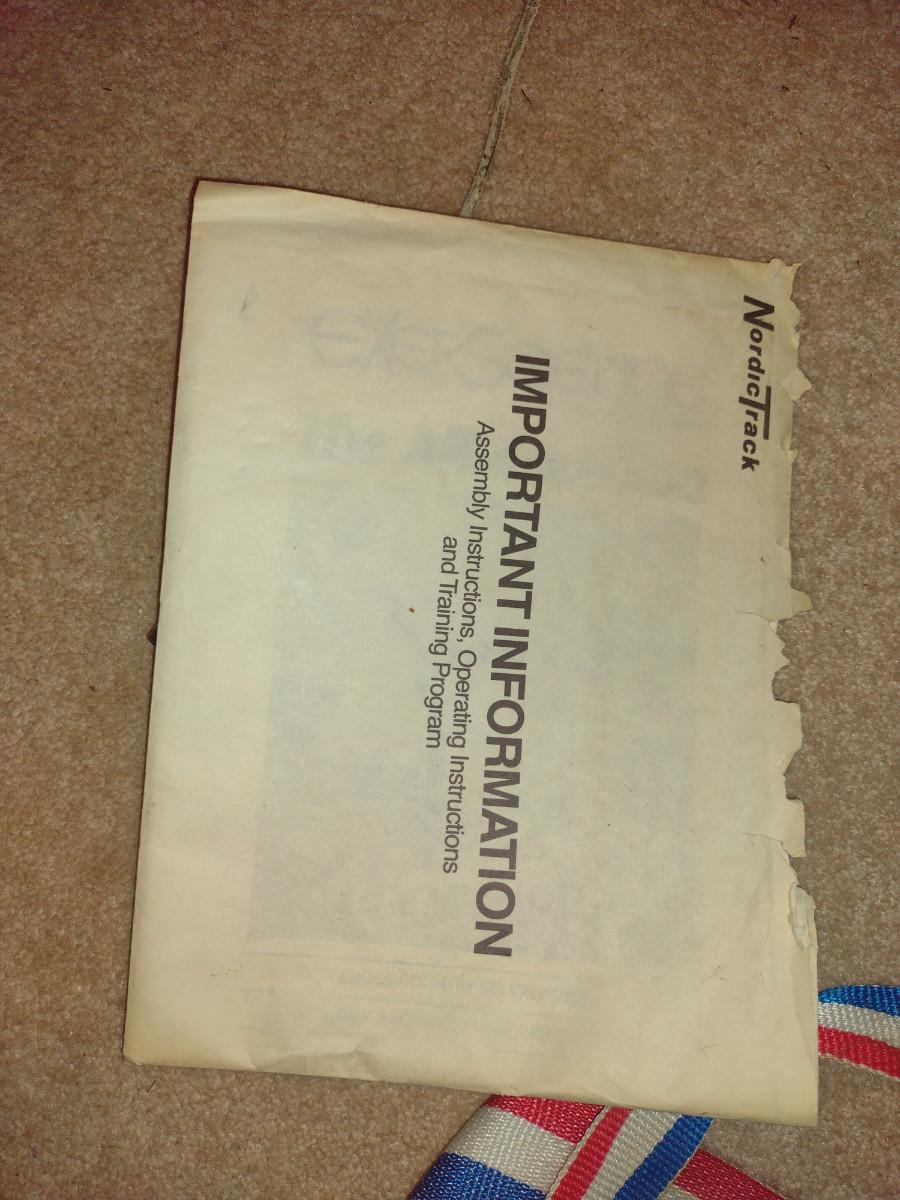 NordicTrack
IMPORTANT INFORMATION
Assembly Instructions, Operating Instructions
and Training Program